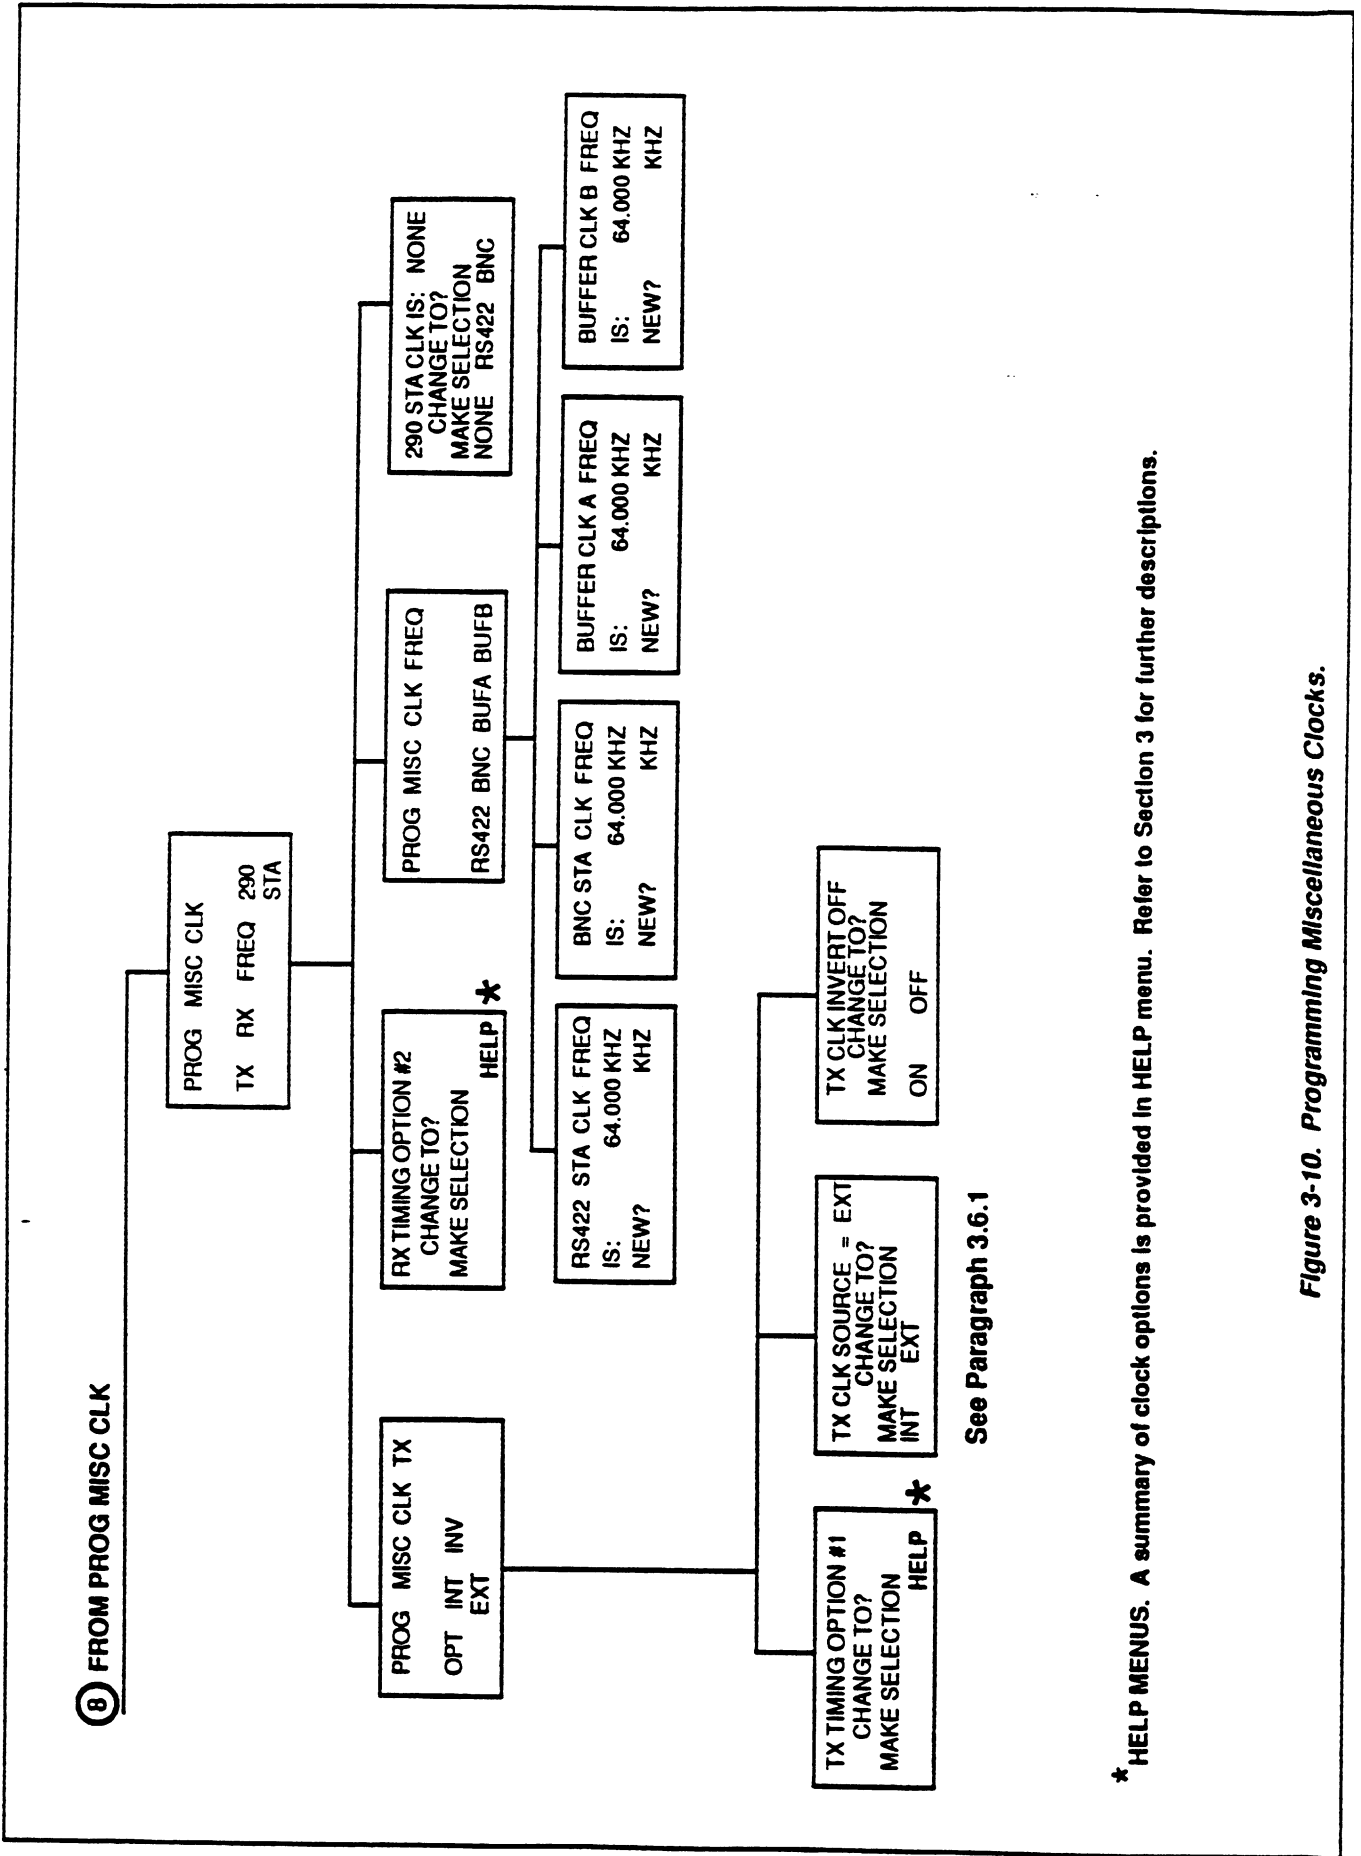 8 FROM PROG MISC CLK
PROG MISC CLK
TX RX FREQ 290
STA
PROG MISC CLK TX
OPT INT INV
EXT
RX TIMING OPTION #2
CHANGE TO?
MAKE SELECTION
HELP *
PROG MISC CLK FREQ
RS422 BNC BUFA BUFB
290 STA CLK IS: NONE
CHANGE TO?
MAKE SELECTION
NONE RS422 BNC
RS422 STA CLK FREQ
IS: 64.000 KHZ
NEW? KHZ
BNC STA CLK FREQ
IS: 64.000 KHZ
NEW? KHZ
BUFFER CLK A FREQ
IS: 64.000 KHZ
NEW? KHZ
BUFFER CLK B FREQ
IS: 64.000 KHZ
NEW? KHZ
TX TIMING OPTION #1
CHANGE TO?
MAKE SELECTION
HELP *
TX CLK SOURCE = EXT
CHANGE TO?
MAKE SELECTION
INT EXT
TX CLK INVERT OFF
CHANGE TO?
MAKE SELECTION
ON OFF
See Paragraph 3.6.1
*HELP MENUS. A summary of clock options is provided in HELP menu. Refer to Section 3 for further descriptions.
Figure 3-10. Programming Miscellaneous Clocks.